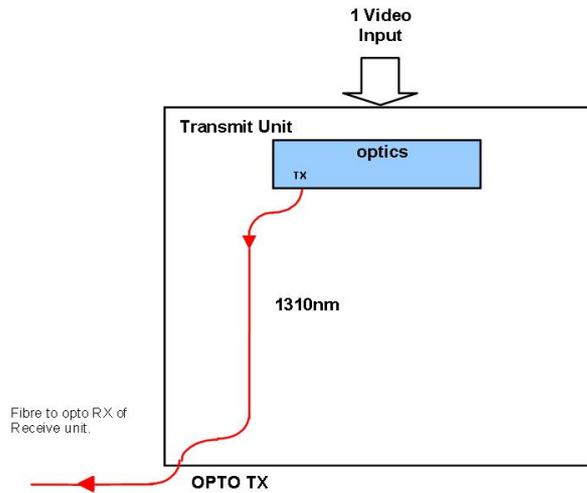 1 Video
Input
Transmit Unit
optics
TX
1310nm
Fibre to opto RX of
Receive unit.
OPTO TX